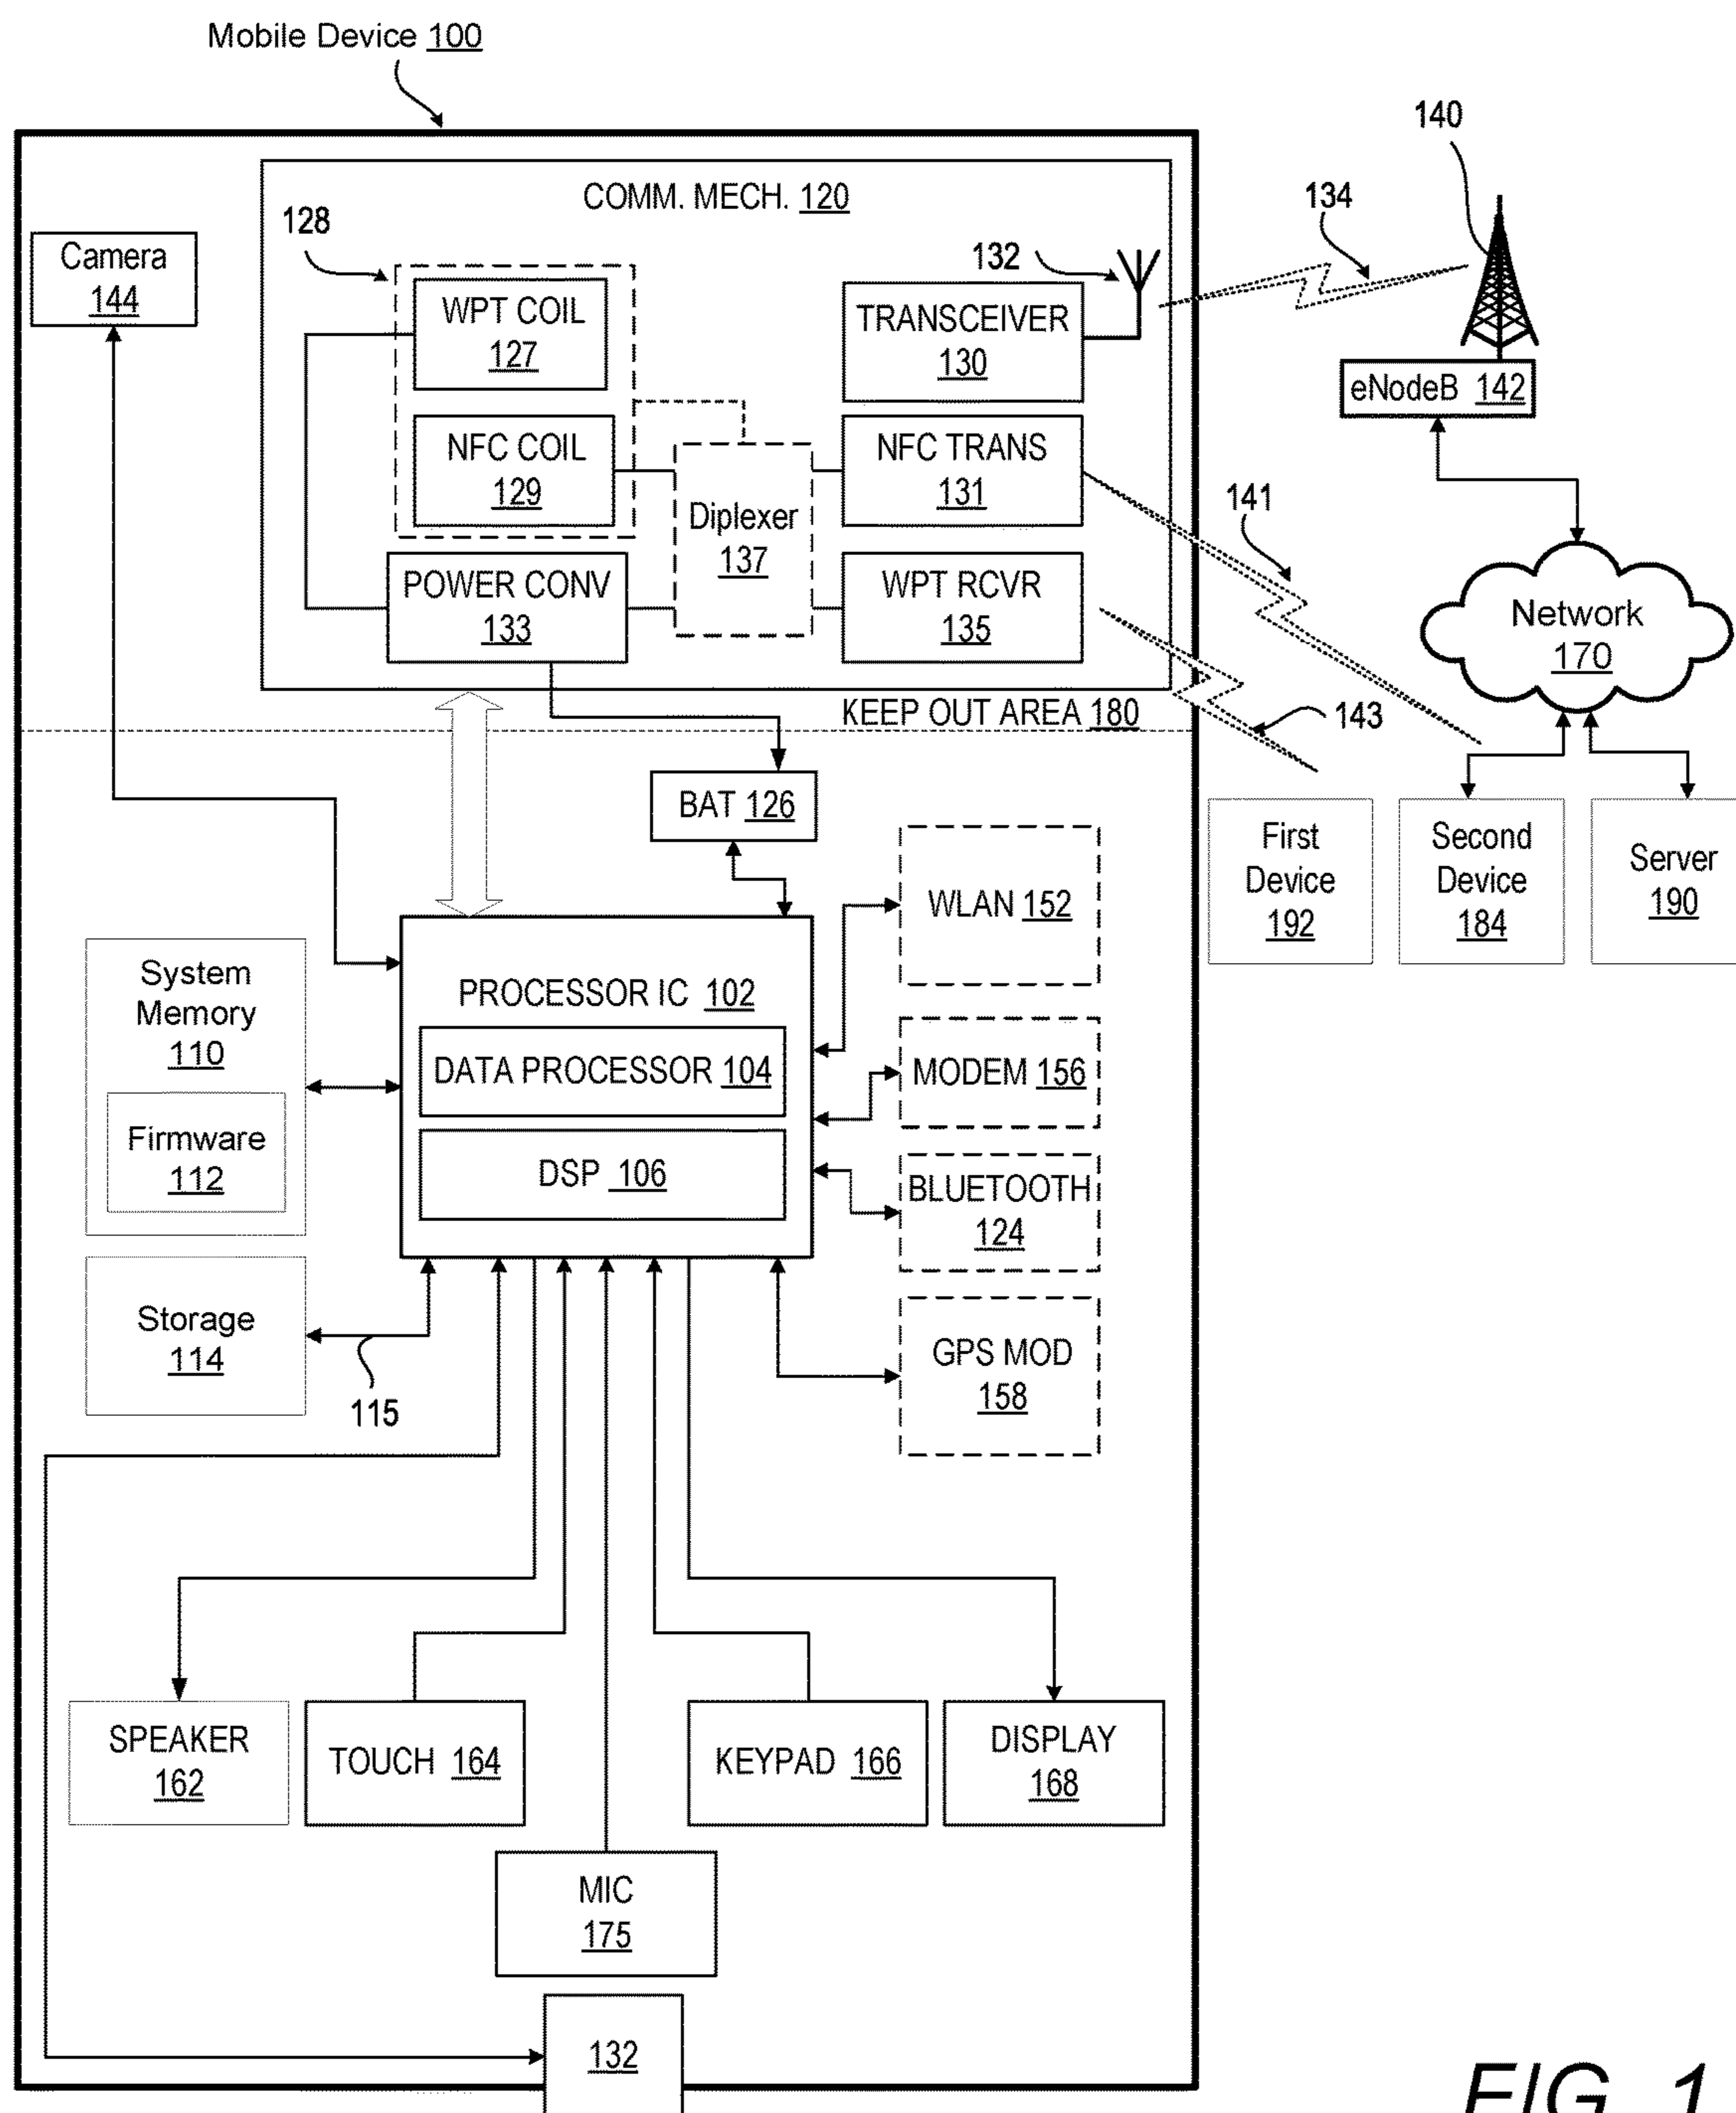 Mobile Device 100
140
COMM. MECH. 120
134
128
Camera
144
132
WPT COIL
127
TRANSCEIVER
130
eNodeB 142
NFC COIL
129
NFC TRANS
131
141
Diplexer
137
POWER CONV
133
WPT RCVR
135
Network
170
KEEP OUT AREA 180
143
BAT 126
First
Device
192
Second
Device
184
Server
190
WLAN 152
System
Memory
110
PROCESSOR IC 102
DATA PROCESSOR 104
MODEM 156
Firmware
112
DSP 106
BLUETOOTH
124
Storage
114
115
GPS MOD
158
SPEAKER
162
TOUCH 164
KEYPAD 166
DISPLAY
168
MIC
175
132
FIG. 1